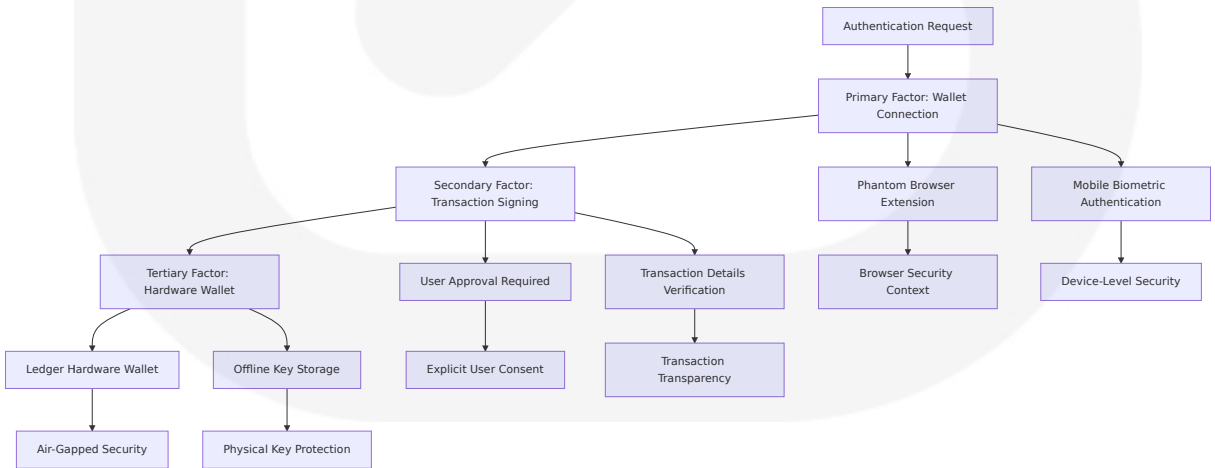 Authentication Request
Primary Factor: Wallet
Connection
Secondary Factor:
Transaction Signing
Phantom Browser
Extension
Mobile Biometric
Authentication
Tertiary Factor:
Hardware Wallet
User Approval Required
Transaction Details
Verification
Browser Security
Context
Device-Level Security
Ledger Hardware Wallet
Offline Key Storage
Explicit User Consent
Transaction
Transparency
Air-Gapped Security
Physical Key Protection